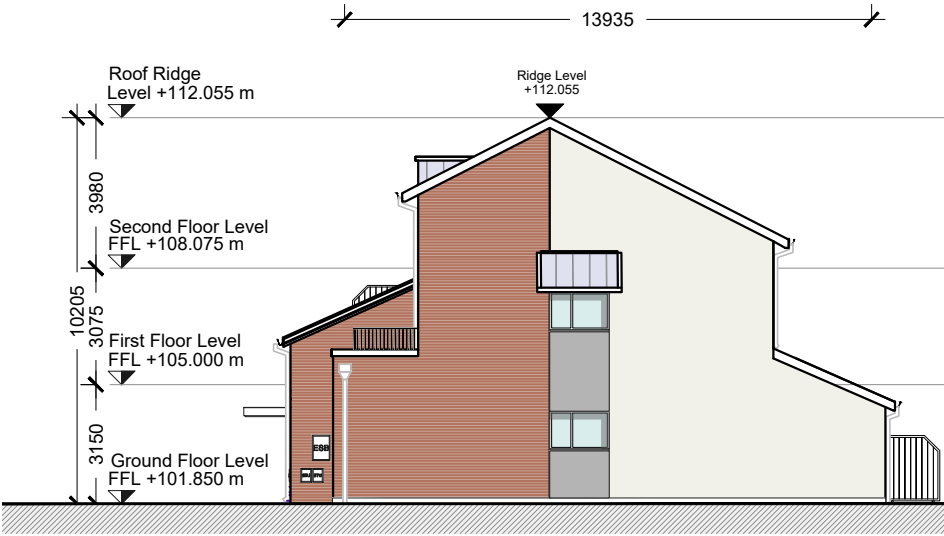 13935
Roof Ridge
Level +112.055 m
Ridge Level
+112.055
3980
Second Floor Level
FFL +108.075 m
10205
3075
First Floor Level
FFL +105.000 m
3150
Ground Floor Level
FFL +101.850 m
ESB